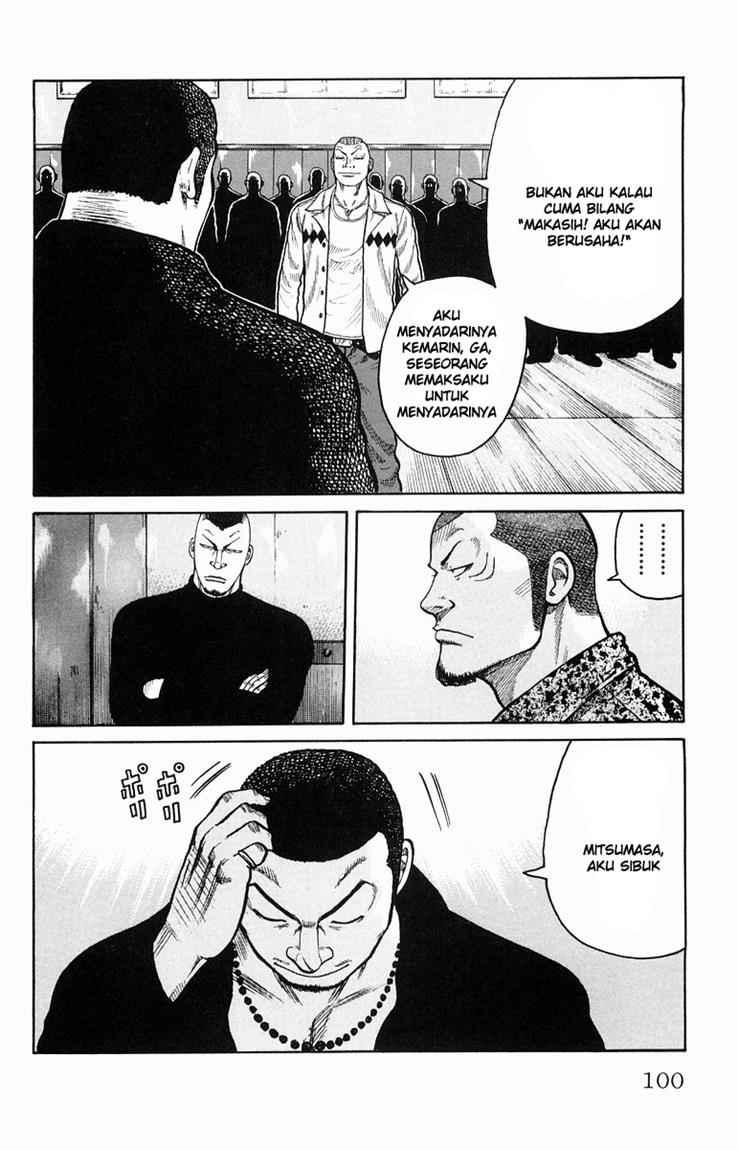 BUKAN AKU KALAU
CUMA BILANG
"MAKASIH! AKU AKAN
BERUSAHA!"
AKU
MENYADARINYA
KEMARIN, GA,
SESEORANG
MEMAKSAKU
UNTUK
MENYADARINYA
⋯⋯⋯
⋯⋯⋯
ポリ
ポリ
MITSUMASA,
AKU SIBUK
100